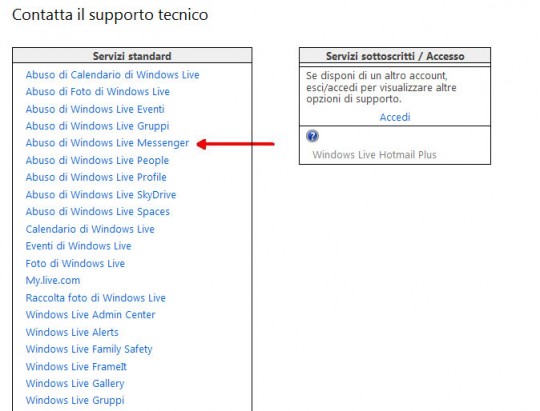 Contatta il supporto tecnico
Servizi standard
Abuso di Calendario di Windows Live
Abuso di Foto di Windows Live
Abuso di Windows Live Eventi
Abuso di Windows Live Gruppi
Abuso di Windows Live Messenger
Abuso di Windows Live People
Abuso di Windows Live Profile
Abuso di Windows Live SkyDrive
Abuso di Windows Live Spaces
Calendario di Windows Live
Eventi di Windows Live
Foto di Windows Live
My.live.com
Raccolta foto di Windows Live
Windows Live Admin Center
Windows Live Alerts
Windows Live Family Safety
Windows Live FrameIt
Windows Live Gallery
Windows Live Gruppi
Servizi sottoscritti / Accesso
Se disponi di un altro account,
esci/accedi per visualizzare altre
opzioni di supporto.
Accedi
?
Windows Live Hotmail Plus